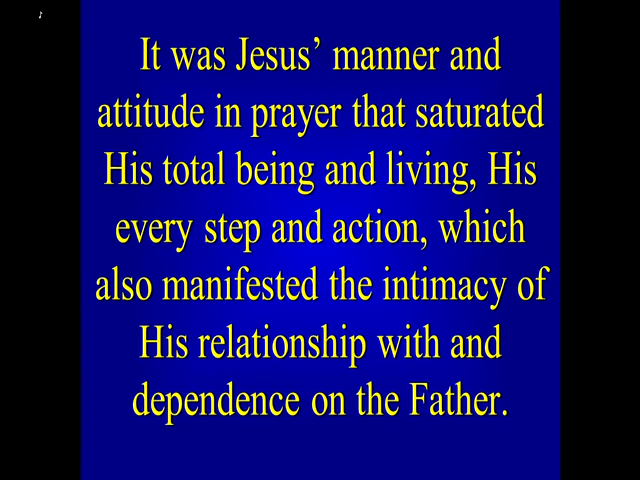 It was Jesus’ manner and
attitude in prayer that saturated
His total being and living, His
every step and action, which
also manifested the intimacy of
His relationship with and
dependence on the Father.